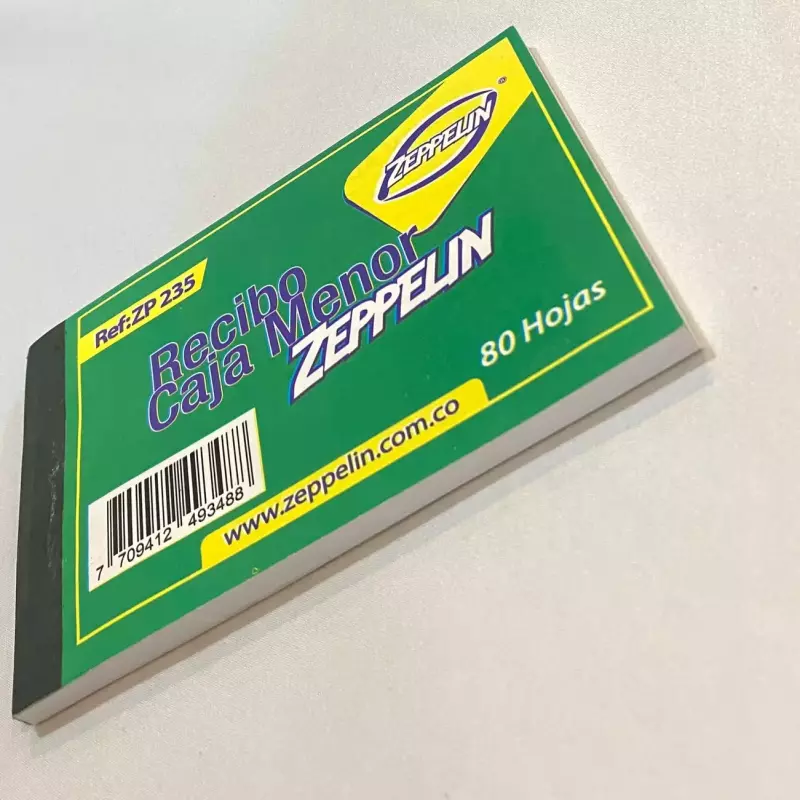 ZEPPELIN
®
Ref:ZP 235
Recibo
Caja Menor
ZEPPELIN
80 Hojas
7 709412 493488
www.zeppelin.com.co